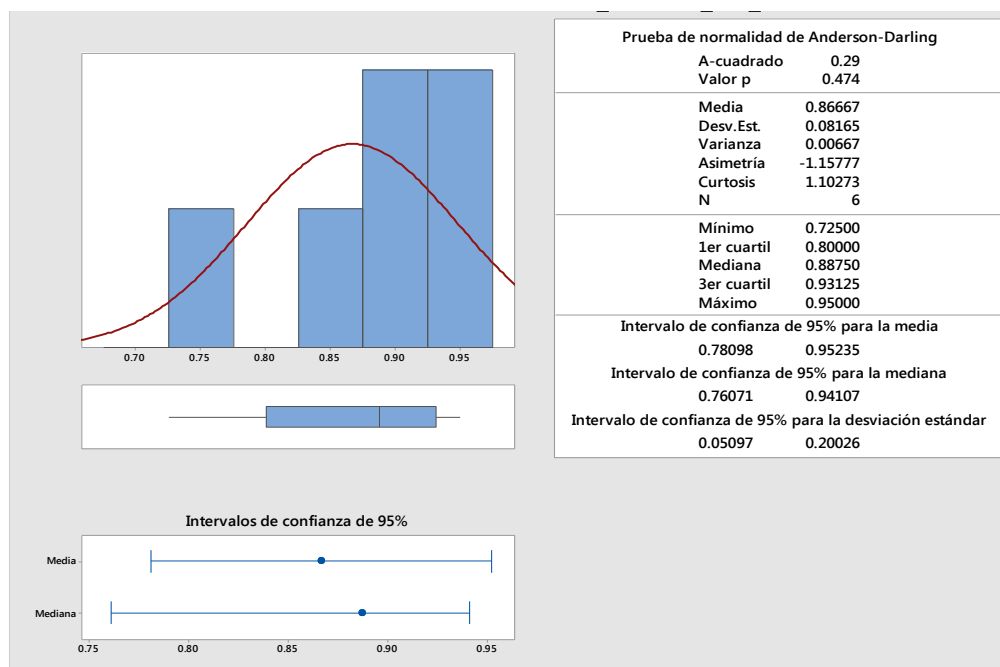 Prueba de normalidad de Anderson-Darling
A-cuadrado 0.29
Valor p 0.474
Media 0.86667
Desv.Est. 0.08165
Varianza 0.00667
Asimetría -1.15777
Curtosis 1.10273
N 6
Mínimo 0.72500
1er cuartil 0.80000
Mediana 0.88750
3er cuartil 0.93125
Máximo 0.95000
Intervalo de confianza de 95% para la media
0.78098 0.95235
Intervalo de confianza de 95% para la mediana
0.76071 0.94107
Intervalo de confianza de 95% para la desviación estándar
0.05097 0.20026
0.70 0.75 0.80 0.85 0.90 0.95
Intervalos de confianza de 95%
Media
Mediana
0.75 0.80 0.85 0.90 0.95